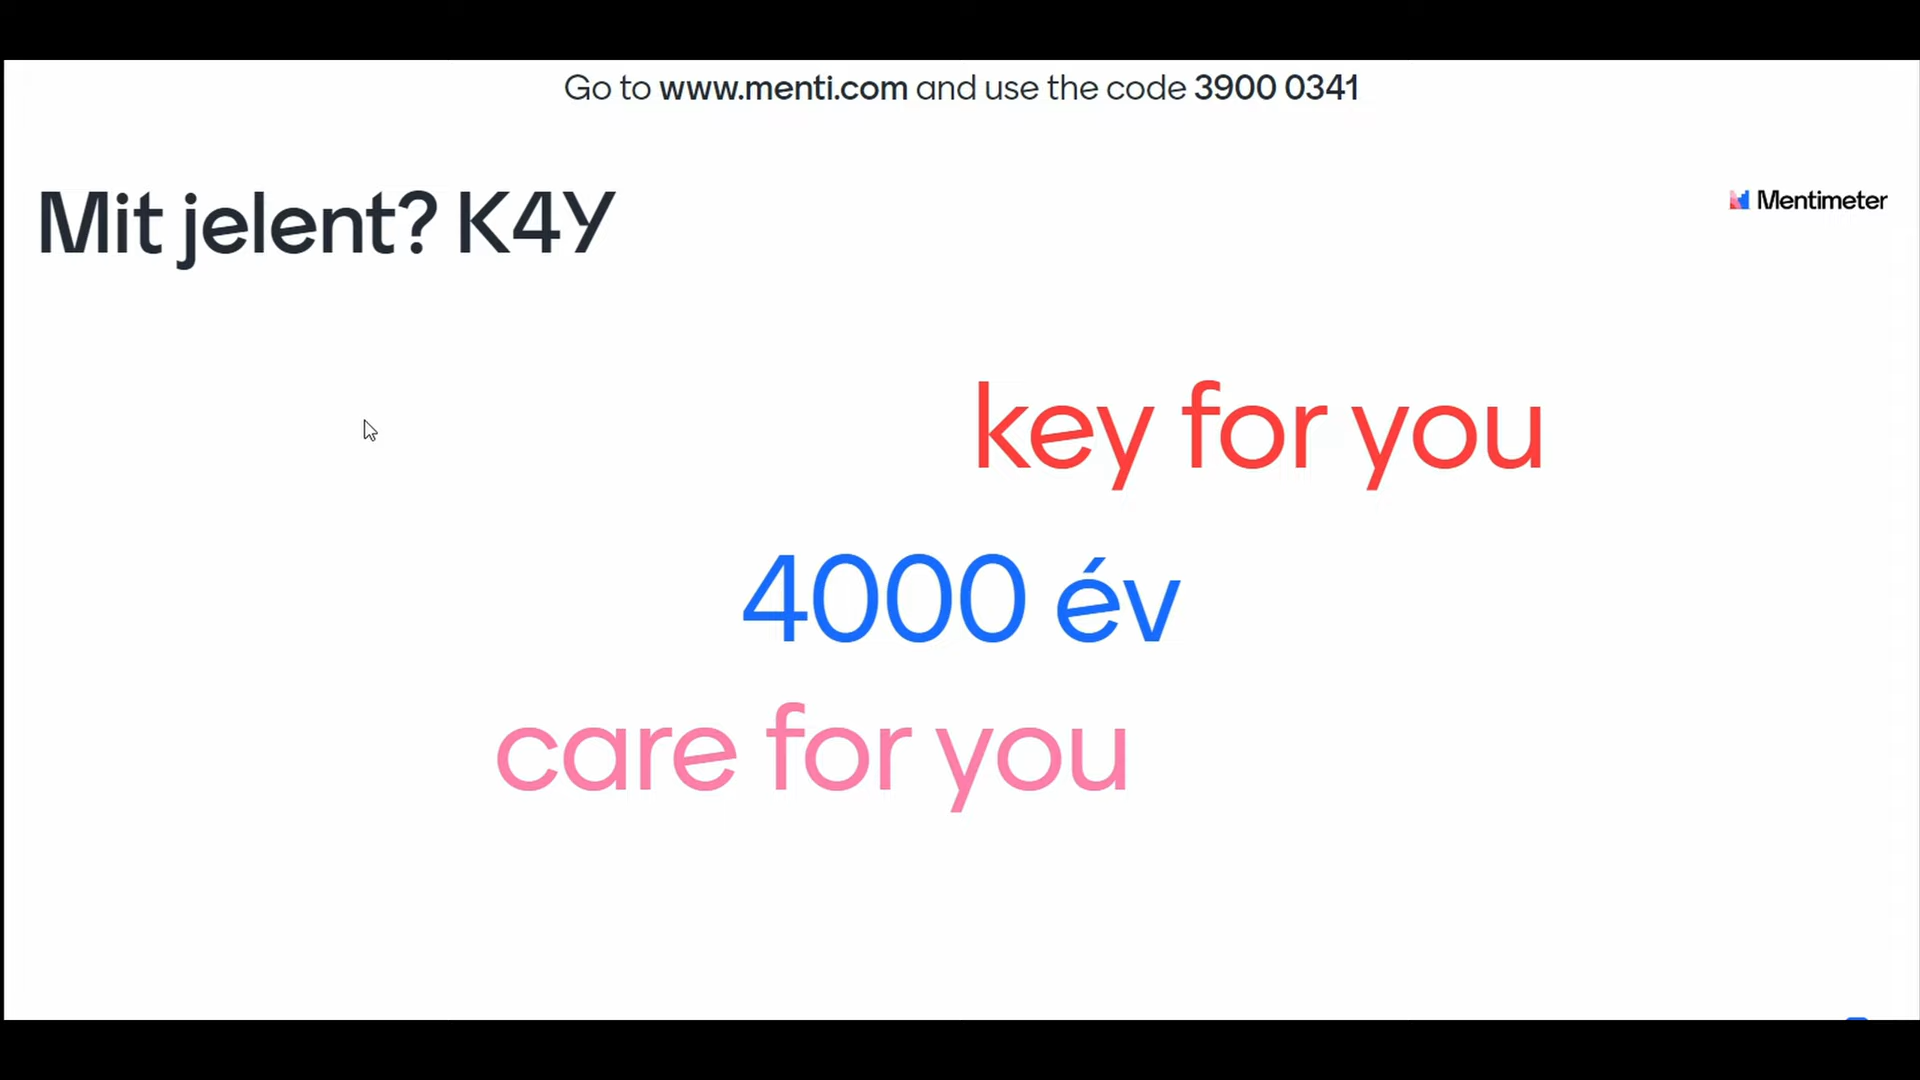 Go to www.menti.com and use the code 3900 0341
Mit jelent? K4Y
Mentimeter
key for you
4000 év
care for you